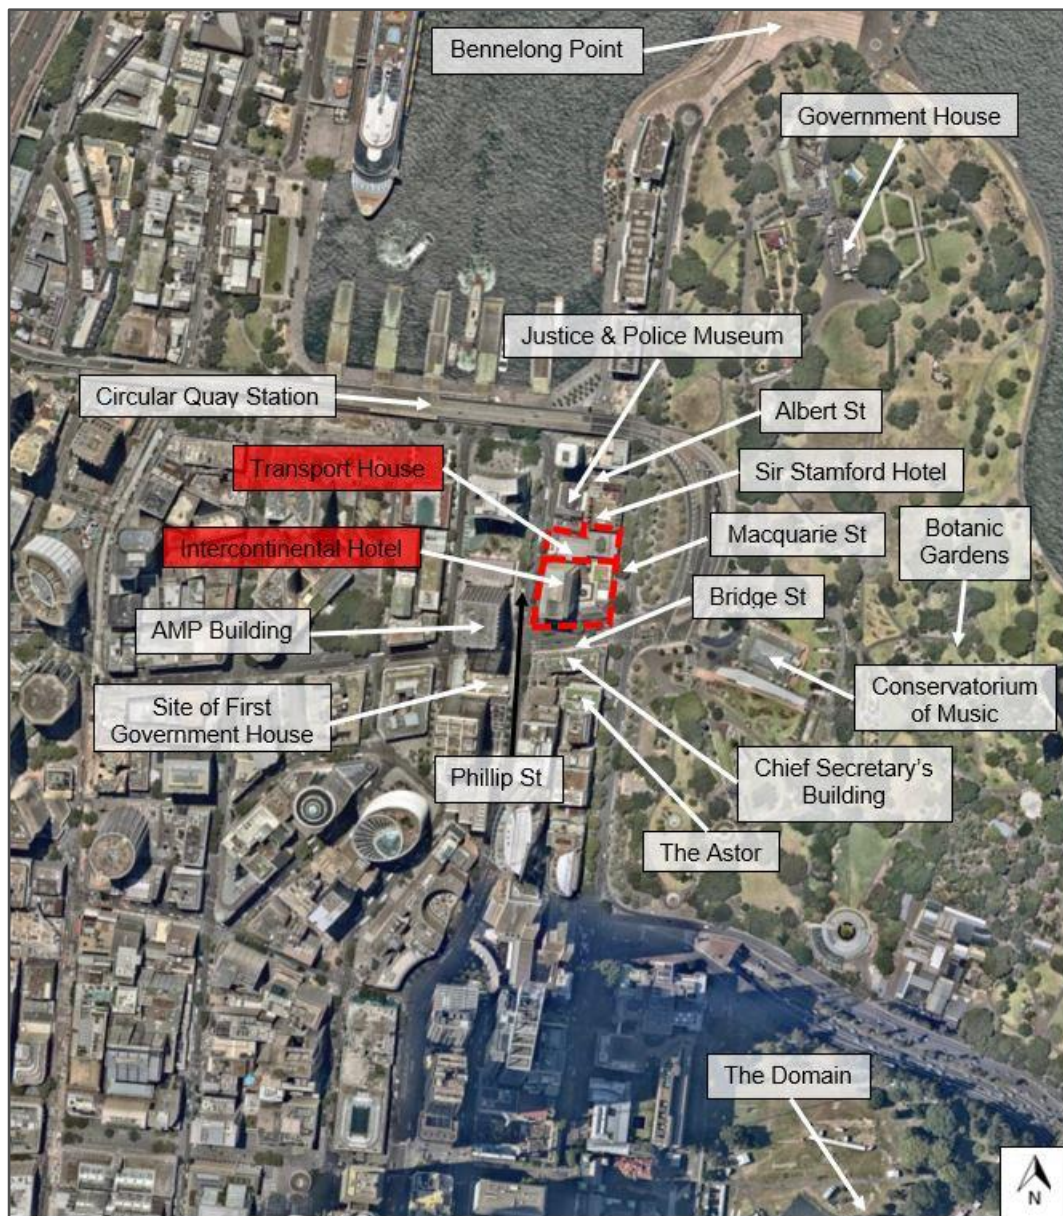 Bennelong Point
Government House
Justice & Police Museum
Circular Quay Station
Albert St
Transport House
Sir Stamford Hotel
Intercontinental Hotel
Macquarie St
Botanic
Gardens
Bridge St
AMP Building
Conservatorium
of Music
Site of First
Government House
Phillip St
Chief Secretary's
Building
The Astor
The Domain
N